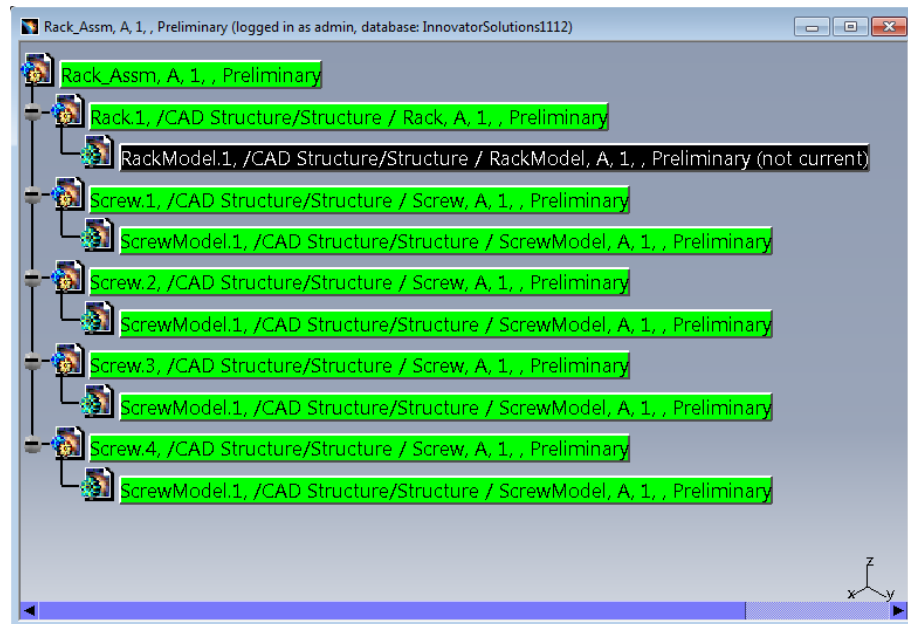 Rack_Assm, A, 1, , Preliminary (logged in as admin, database: InnovatorSolutions1112)
Rack_Assm, A, 1, , Preliminary
Rack.1, /CAD Structure/Structure / Rack, A, 1, , Preliminary
RackModel.1, /CAD Structure/Structure / RackModel, A, 1, , Preliminary (not current)
Screw.1, /CAD Structure/Structure / Screw, A, 1, , Preliminary
ScrewModel.1, /CAD Structure/Structure / ScrewModel, A, 1, , Preliminary
Screw.2, /CAD Structure/Structure / Screw, A, 1, , Preliminary
ScrewModel.1, /CAD Structure/Structure / ScrewModel, A, 1, , Preliminary
Screw.3, /CAD Structure/Structure / Screw, A, 1, , Preliminary
ScrewModel.1, /CAD Structure/Structure / ScrewModel, A, 1, , Preliminary
Screw.4, /CAD Structure/Structure / Screw, A, 1, , Preliminary
ScrewModel.1, /CAD Structure/Structure / ScrewModel, A, 1, , Preliminary
z
x y